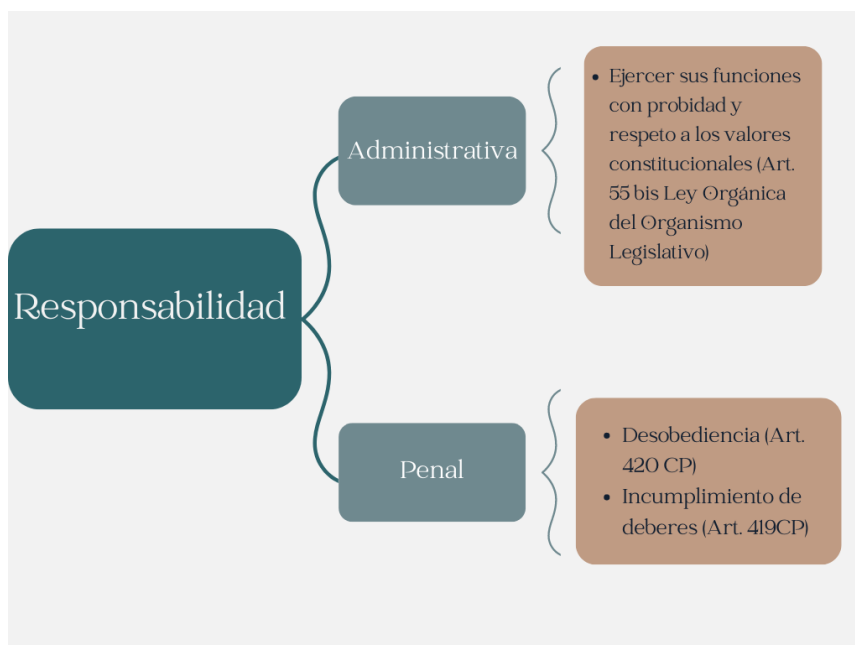 Responsabilidad
Administrativa
• Ejercer sus funciones
con probidad y
respeto a los valores
constitucionales (Art.
55 bis Ley Orgánica
del Organismo
Legislativo)
Penal
• Desobediencia (Art.
420 CP)
• Incumplimiento de
deberes (Art. 419CP)